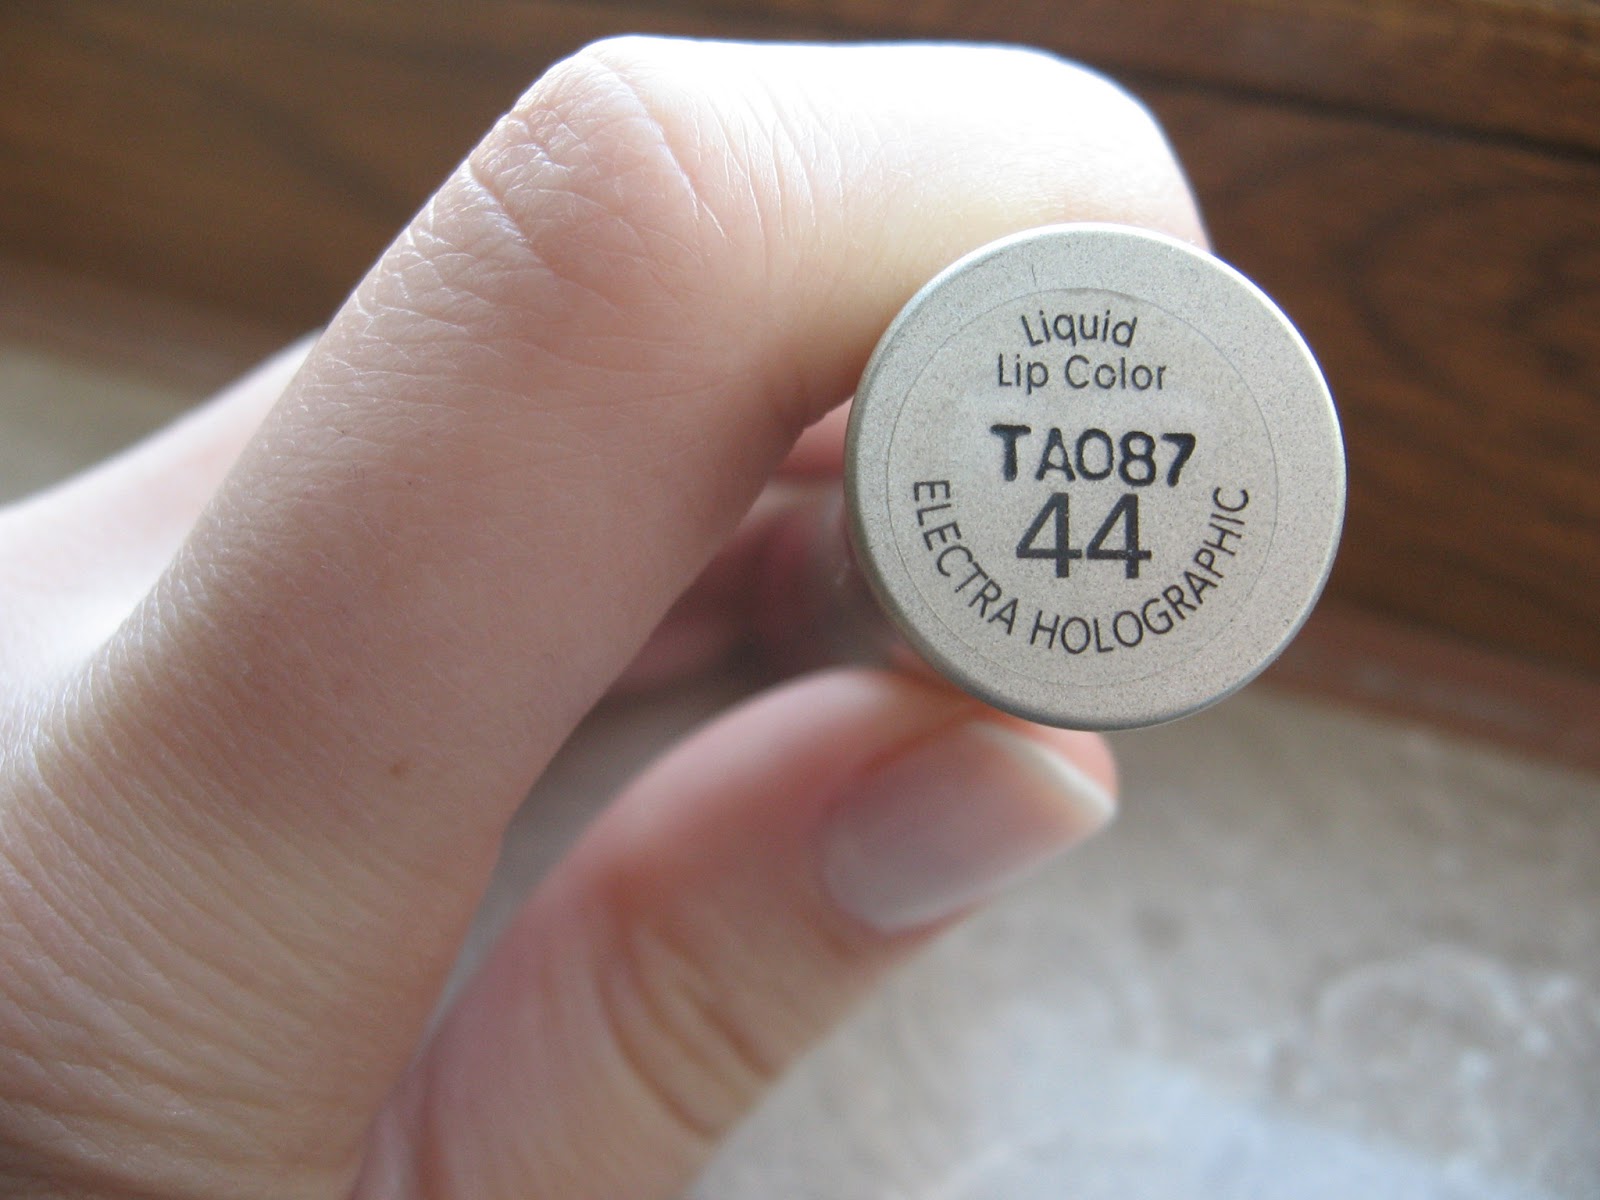 Liquid
Lip Color
TA087
44
ELECTRA HOLOGRAPHIC